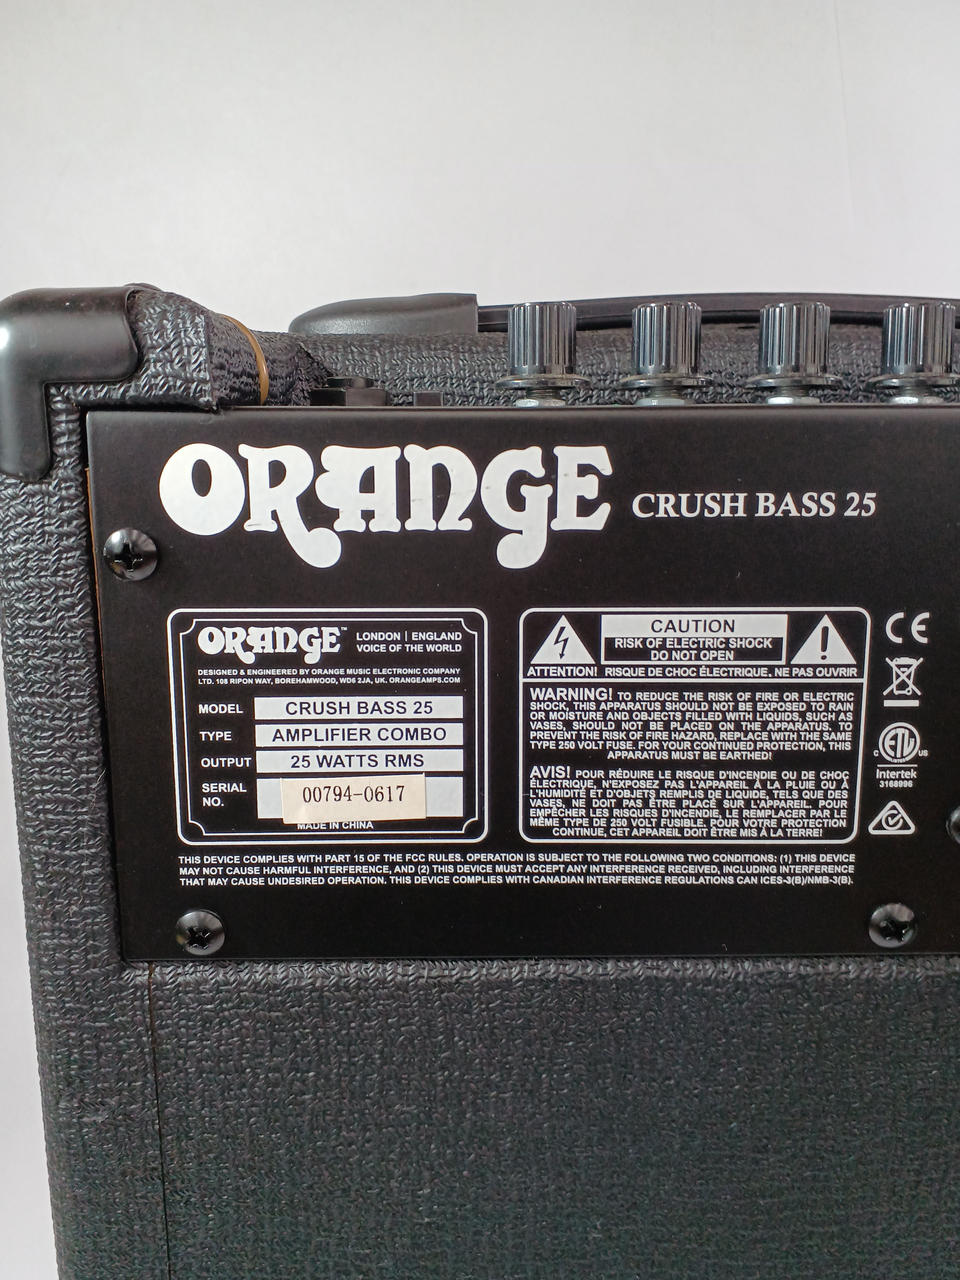 ORANGE CRUSH BASS 25
ORANGE™ LONDON | ENGLAND
VOICE OF THE WORLD
DESIGNED & ENGINEERED BY ORANGE MUSIC ELECTRONIC COMPANY
LTD. 108 RIPON WAY, BOREHAMWOOD, WD6 2JA, UK. ORANGEAMPS.COM
MODEL CRUSH BASS 25
TYPE AMPLIFIER COMBO
OUTPUT 25 WATTS RMS
SERIAL
NO.
00794-0617
MADE IN CHINA
CAUTION
RISK OF ELECTRIC SHOCK
DO NOT OPEN
ATTENTION! RISQUE DE CHOC ÉLECTRIQUE. NE PAS OUVRIR
WARNING! TO REDUCE THE RISK OF FIRE OR ELECTRIC
SHOCK, THIS APPARATUS SHOULD NOT BE EXPOSED TO RAIN
OR MOISTURE AND OBJECTS FILLED WITH LIQUIDS, SUCH AS
VASES, SHOULD NOT BE PLACED ON THE APPARATUS. TO
PREVENT THE RISK OF FIRE HAZARD, REPLACE WITH THE SAME
TYPE 250 VOLT FUSE. FOR YOUR CONTINUED PROTECTION, THIS
APPARATUS MUST BE EARTHED!
AVIS! POUR RÉDUIRE LE RISQUE D'INCENDIE OU DE CHOC
ÉLECTRIQUE, N'EXPOSEZ PAS L'APPAREIL À LA PLUIE OU A
L'HUMIDITÉ ET D'OBJETS REMPLIS DE LIQUIDE, TELS QUE DES
VASES, NE DOIT PAS ÊTRE PLACÉ SUR L'APPAREIL. POUR
EMPÊCHER LES RISQUES D'INCENDIE, LE REMPLACER PAR LE
MÊME TYPE DE 250 VOLT FUSIBLE. POUR VOTRE PROTECTION
CONTINUE, CET APPAREIL DOIT ÊTRE MIS À LA TERRE!
CE
C ETL US
Intertek
3168996
THIS DEVICE COMPLIES WITH PART 15 OF THE FCC RULES. OPERATION IS SUBJECT TO THE FOLLOWING TWO CONDITIONS: (1) THIS DEVICE
MAY NOT CAUSE HARMFUL INTERFERENCE, AND (2) THIS DEVICE MUST ACCEPT ANY INTERFERENCE RECEIVED, INCLUDING INTERFERENCE
THAT MAY CAUSE UNDESIRED OPERATION. THIS DEVICE COMPLIES WITH CANADIAN INTERFERENCE REGULATIONS CAN ICES-3(B)/NMB-3(B).